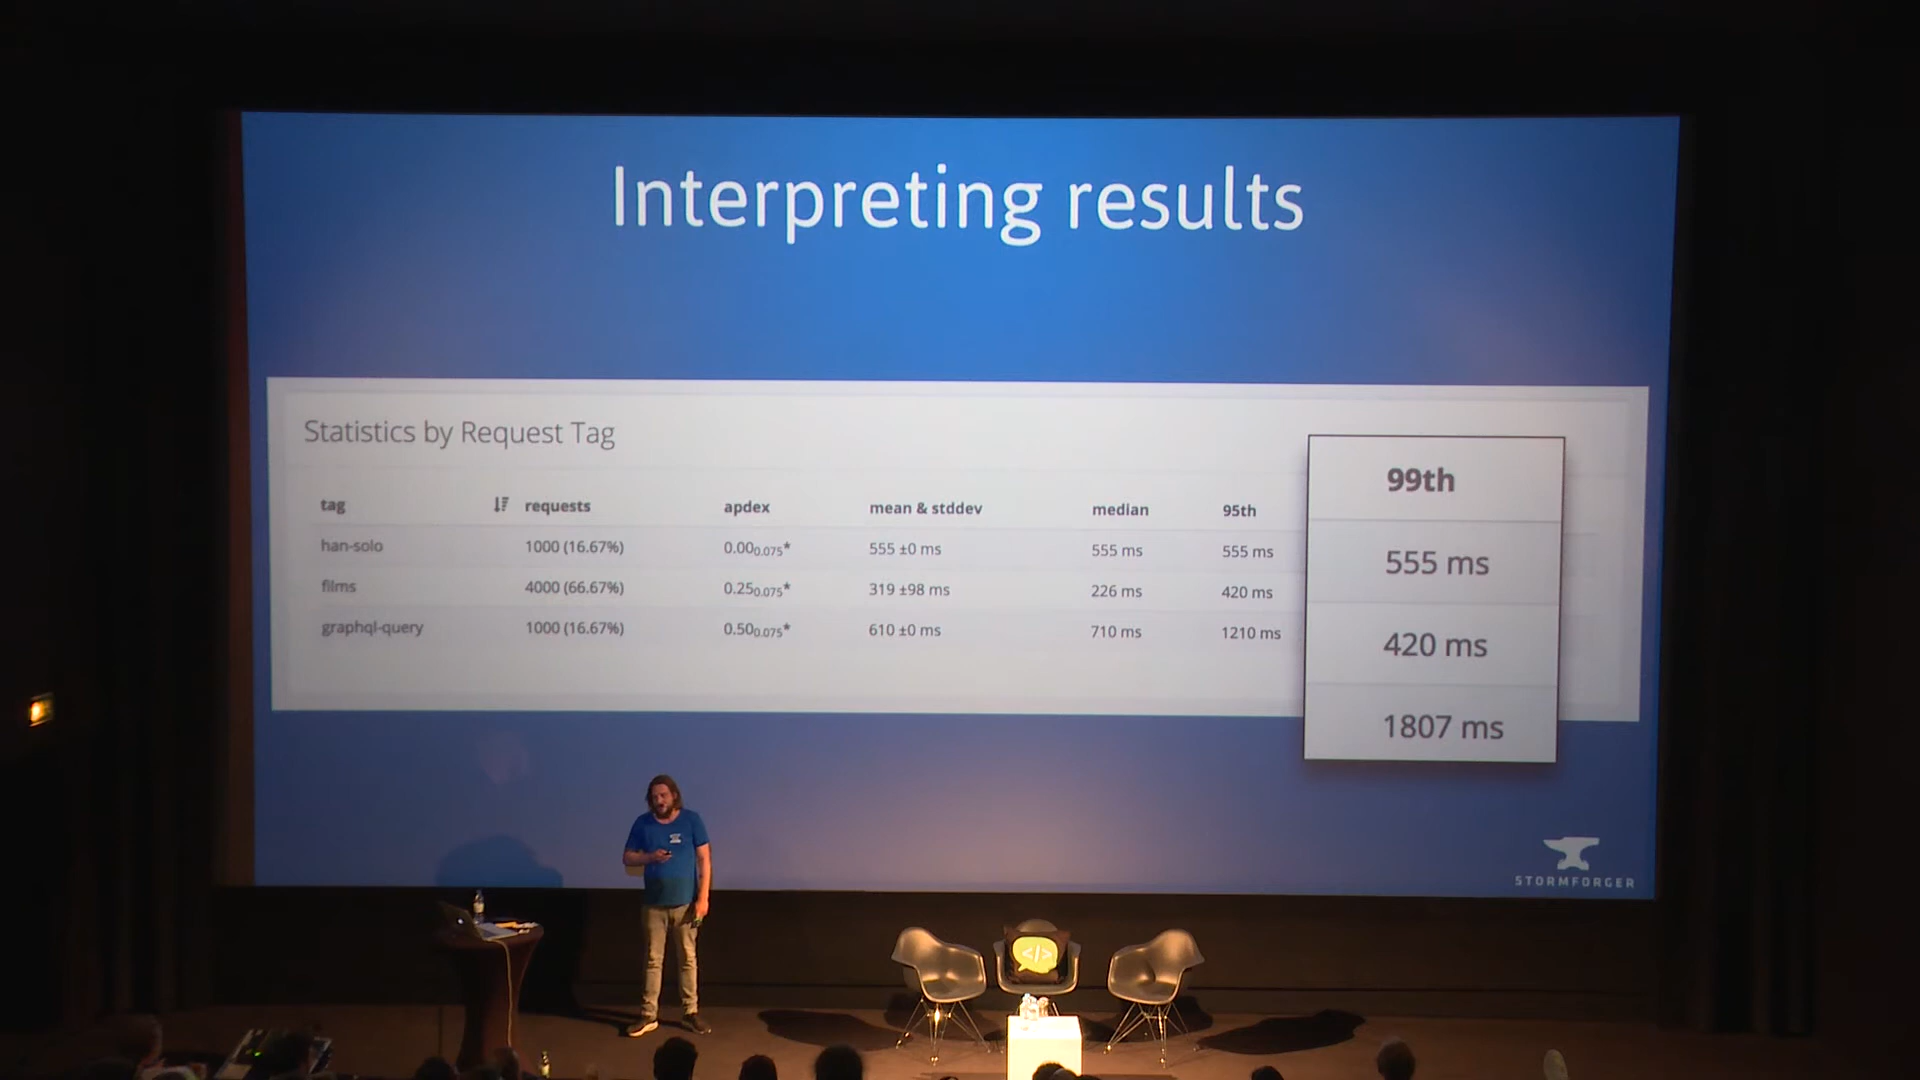 Interpreting results
Statistics by Request Tag
tag requests apdex mean & stddev median 95th 99th
han-solo 1000 (16.67%) 0.00 0.075* 555 ±0 ms 555 ms 555 ms 555 ms
films 4000 (66.67%) 0.25 0.075* 319 ±98 ms 226 ms 420 ms 420 ms
graphql-query 1000 (16.67%) 0.50 0.075* 610 ±0 ms 710 ms 1210 ms 1807 ms
STORMFORGER
</>